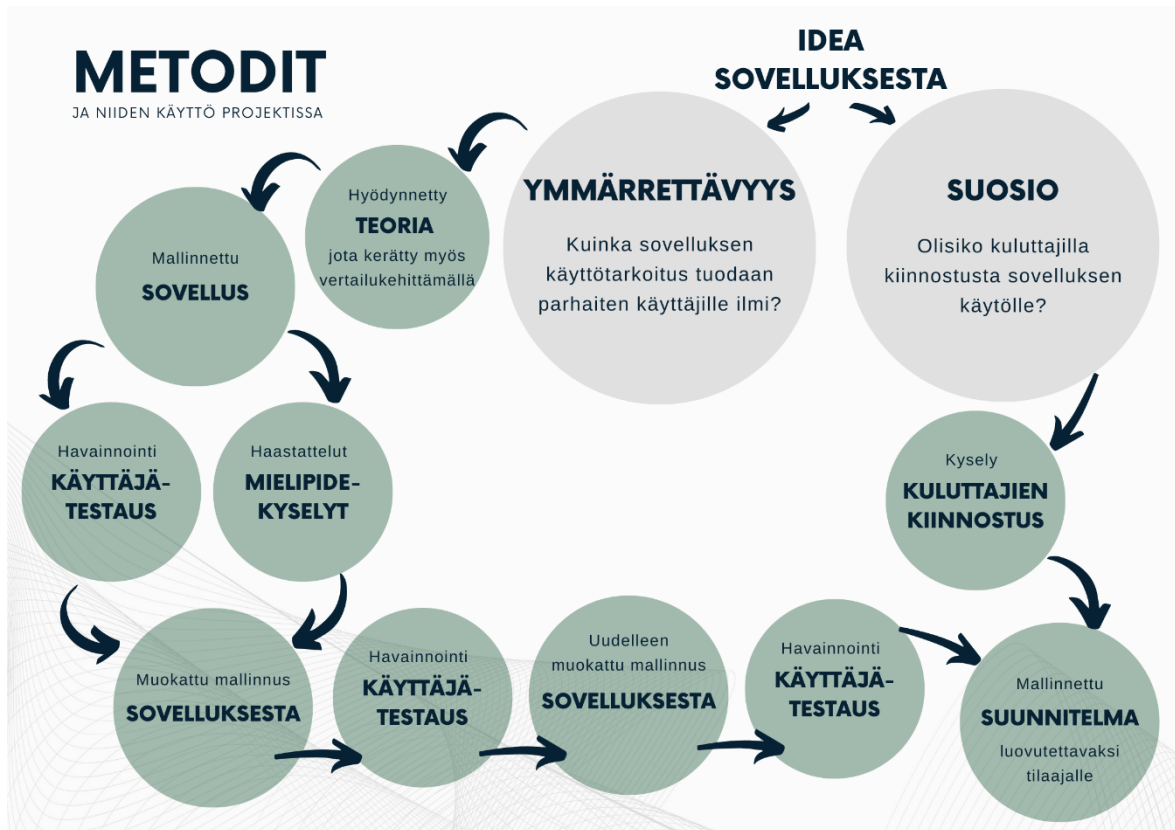 METODIT
JA NIIDEN KÄYTTÖ PROJEKTISSA
IDEA
SOVELLUKSESTA
YMMÄRRETTÄVYYS
Kuinka sovelluksen
käyttötarkoitus tuodaan
parhaiten käyttäjille ilmi?
SUOSIO
Olisiko kuluttajilla
kiinnostusta sovelluksen
käytölle?
Hyödynnetty
TEORIA
jota kerätty myös
vertailukehittämällä
Mallinnettu
SOVELLUS
Havainnointi
KÄYTTÄJÄ-
TESTAUS
Haastattelut
MIELIPIDE-
KYSELYT
Kysely
KULUTTAJIEN
KIINNOSTUS
Muokattu mallinnus
SOVELLUKSESTA
Havainnointi
KÄYTTÄJÄ-
TESTAUS
Uudelleen
muokattu mallinnus
SOVELLUKSESTA
Havainnointi
KÄYTTÄJÄ-
TESTAUS
Mallinnettu
SUUNNITELMA
luovutettavaksi
tilaajalle